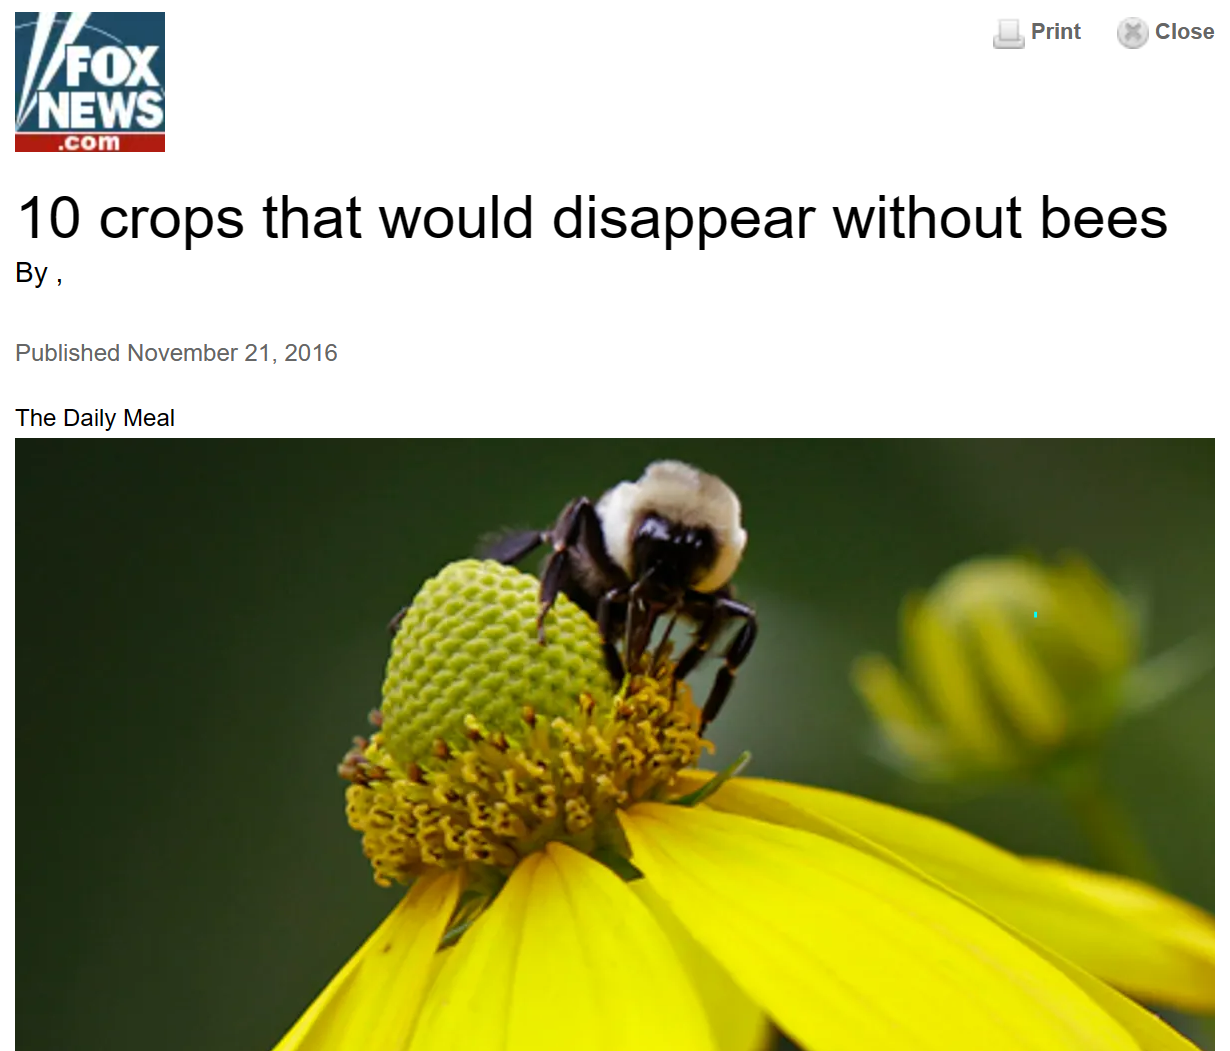 FOX
NEWS
.com
Print
Close
10 crops that would disappear without bees
By ,
Published November 21, 2016
The Daily Meal